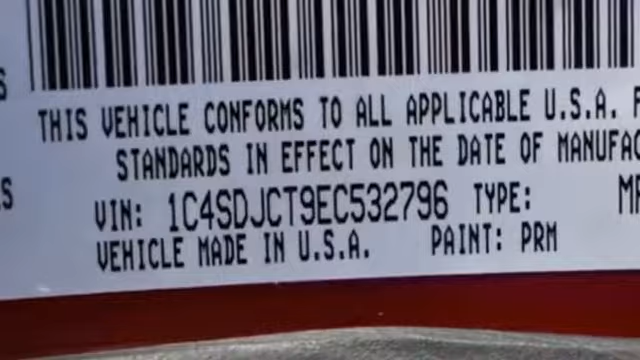 THIS VEHICLE CONFORMS TO ALL APPLICABLE U.S.A. F
STANDARDS IN EFFECT ON THE DATE OF MANUFAC
VIN: 1C4SDJCT9EC532796 TYPE: MP
VEHICLE MADE IN U.S.A. PAINT: PRM